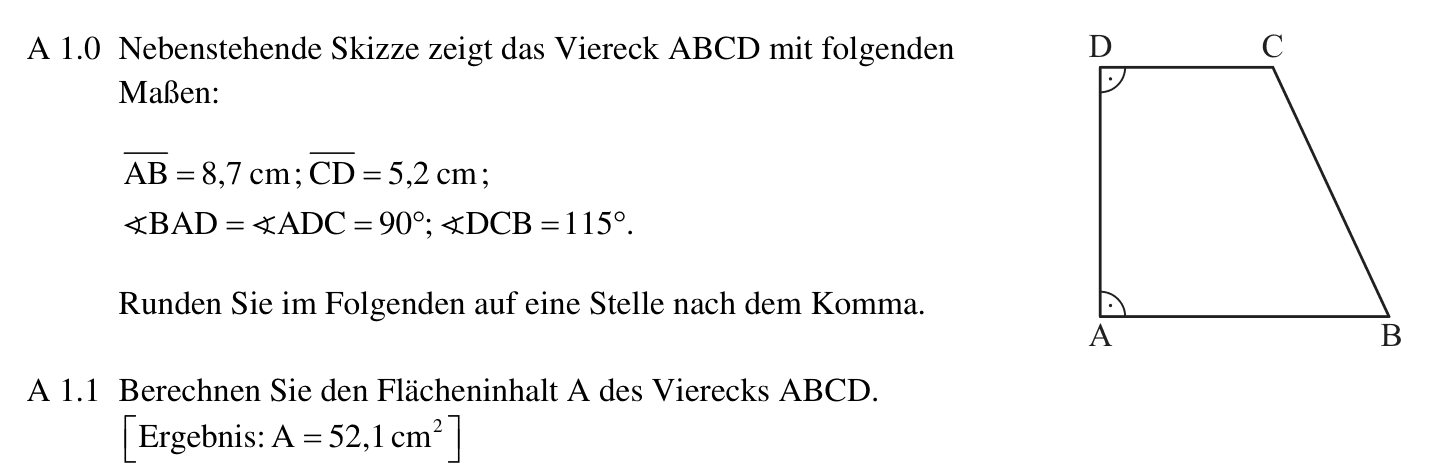 A 1.0 Nebenstehende Skizze zeigt das Viereck ABCD mit folgenden
Maßen:
D C
A̅B̅ = 8,7 cm; C̅D̅ = 5,2 cm;
∢BAD = ∢ADC = 90°; ∢DCB = 115°.
Runden Sie im Folgenden auf eine Stelle nach dem Komma.
A B
A 1.1 Berechnen Sie den Flächeninhalt A des Vierecks ABCD.
[Ergebnis: A = 52,1 cm²]